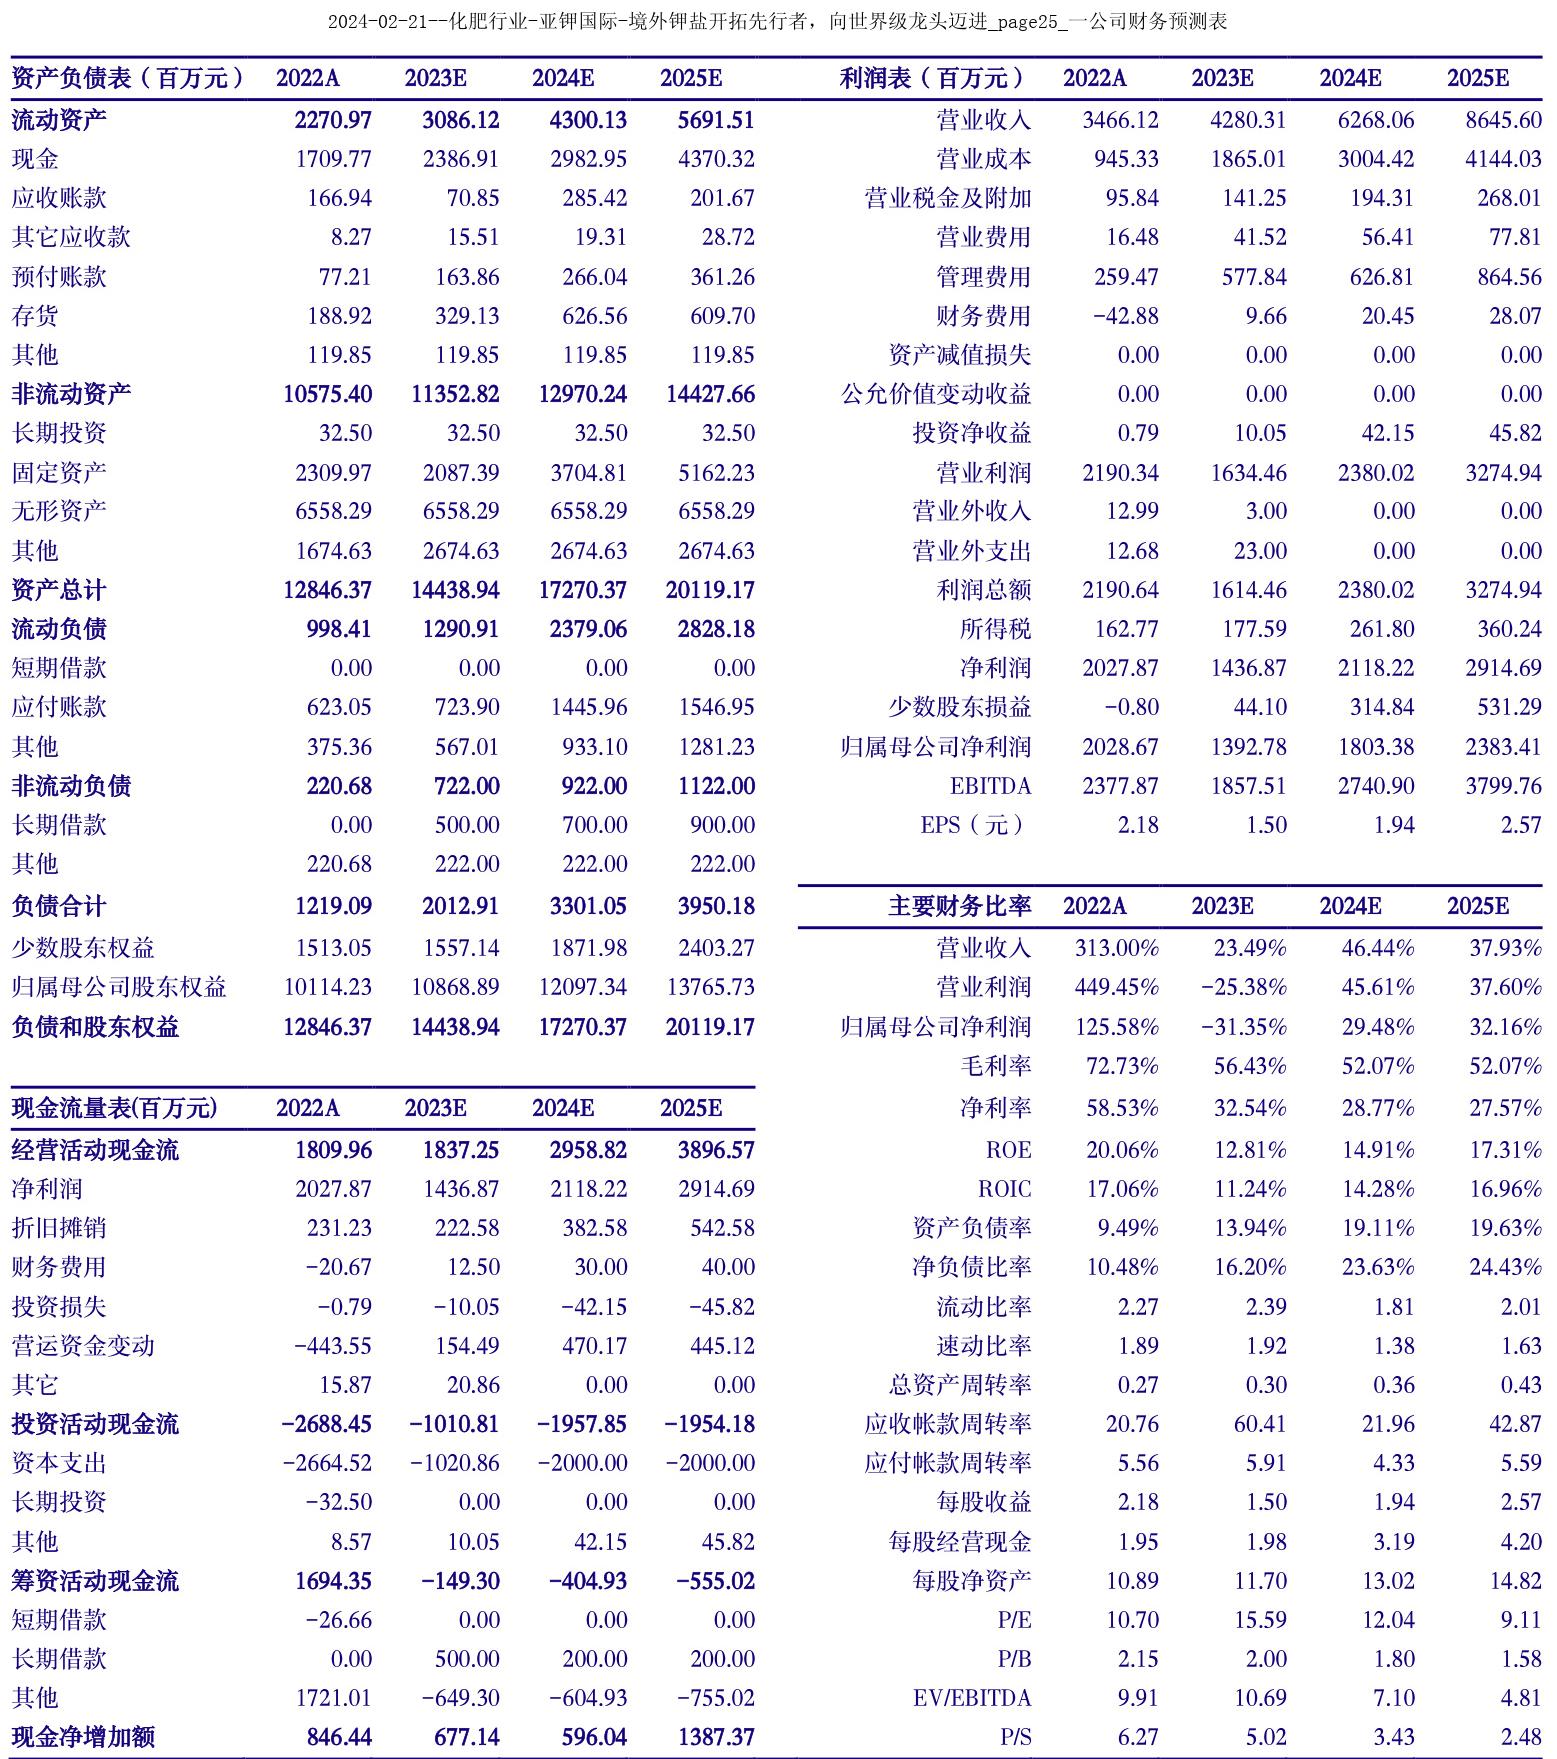 2024-02-21--化肥行业-亚钾国际-境外钾盐开拓先行者，向世界级龙头迈进_page25_一公司财务预测表
资产负债表（百万元） 2022A 2023E 2024E 2025E
流动资产 2270.97 3086.12 4300.13 5691.51
现金 1709.77 2386.91 2982.95 4370.32
应收账款 166.94 70.85 285.42 201.67
其它应收款 8.27 15.51 19.31 28.72
预付账款 77.21 163.86 266.04 361.26
存货 188.92 329.13 626.56 609.70
其他 119.85 119.85 119.85 119.85
非流动资产 10575.40 11352.82 12970.24 14427.66
长期投资 32.50 32.50 32.50 32.50
固定资产 2309.97 2087.39 3704.81 5162.23
无形资产 6558.29 6558.29 6558.29 6558.29
其他 1674.63 2674.63 2674.63 2674.63
资产总计 12846.37 14438.94 17270.37 20119.17
流动负债 998.41 1290.91 2379.06 2828.18
短期借款 0.00 0.00 0.00 0.00
应付账款 623.05 723.90 1445.96 1546.95
其他 375.36 567.01 933.10 1281.23
非流动负债 220.68 722.00 922.00 1122.00
长期借款 0.00 500.00 700.00 900.00
其他 220.68 222.00 222.00 222.00
负债合计 1219.09 2012.91 3301.05 3950.18
少数股东权益 1513.05 1557.14 1871.98 2403.27
归属母公司股东权益 10114.23 10868.89 12097.34 13765.73
负债和股东权益 12846.37 14438.94 17270.37 20119.17
现金流量表(百万元) 2022A 2023E 2024E 2025E
经营活动现金流 1809.96 1837.25 2958.82 3896.57
净利润 2027.87 1436.87 2118.22 2914.69
折旧摊销 231.23 222.58 382.58 542.58
财务费用 -20.67 12.50 30.00 40.00
投资损失 -0.79 -10.05 -42.15 -45.82
营运资金变动 -443.55 154.49 470.17 445.12
其它 15.87 20.86 0.00 0.00
投资活动现金流 -2688.45 -1010.81 -1957.85 -1954.18
资本支出 -2664.52 -1020.86 -2000.00 -2000.00
长期投资 -32.50 0.00 0.00 0.00
其他 8.57 10.05 42.15 45.82
筹资活动现金流 1694.35 -149.30 -404.93 -555.02
短期借款 -26.66 0.00 0.00 0.00
长期借款 0.00 500.00 200.00 200.00
其他 1721.01 -649.30 -604.93 -755.02
现金净增加额 846.44 677.14 596.04 1387.37
利润表（百万元） 2022A 2023E 2024E 2025E
营业收入 3466.12 4280.31 6268.06 8645.60
营业成本 945.33 1865.01 3004.42 4144.03
营业税金及附加 95.84 141.25 194.31 268.01
营业费用 16.48 41.52 56.41 77.81
管理费用 259.47 577.84 626.81 864.56
财务费用 -42.88 9.66 20.45 28.07
资产减值损失 0.00 0.00 0.00 0.00
公允价值变动收益 0.00 0.00 0.00 0.00
投资净收益 0.79 10.05 42.15 45.82
营业利润 2190.34 1634.46 2380.02 3274.94
营业外收入 12.99 3.00 0.00 0.00
营业外支出 12.68 23.00 0.00 0.00
利润总额 2190.64 1614.46 2380.02 3274.94
所得税 162.77 177.59 261.80 360.24
净利润 2027.87 1436.87 2118.22 2914.69
少数股东损益 -0.80 44.10 314.84 531.29
归属母公司净利润 2028.67 1392.78 1803.38 2383.41
EBITDA 2377.87 1857.51 2740.90 3799.76
EPS（元） 2.18 1.50 1.94 2.57
主要财务比率 2022A 2023E 2024E 2025E
营业收入 313.00% 23.49% 46.44% 37.93%
营业利润 449.45% -25.38% 45.61% 37.60%
归属母公司净利润 125.58% -31.35% 29.48% 32.16%
毛利率 72.73% 56.43% 52.07% 52.07%
净利率 58.53% 32.54% 28.77% 27.57%
ROE 20.06% 12.81% 14.91% 17.31%
ROIC 17.06% 11.24% 14.28% 16.96%
资产负债率 9.49% 13.94% 19.11% 19.63%
净负债比率 10.48% 16.20% 23.63% 24.43%
流动比率 2.27 2.39 1.81 2.01
速动比率 1.89 1.92 1.38 1.63
总资产周转率 0.27 0.30 0.36 0.43
应收帐款周转率 20.76 60.41 21.96 42.87
应付帐款周转率 5.56 5.91 4.33 5.59
每股收益 2.18 1.50 1.94 2.57
每股经营现金 1.95 1.98 3.19 4.20
每股净资产 10.89 11.70 13.02 14.82
P/E 10.70 15.59 12.04 9.11
P/B 2.15 2.00 1.80 1.58
EV/EBITDA 9.91 10.69 7.10 4.81
P/S 6.27 5.02 3.43 2.48